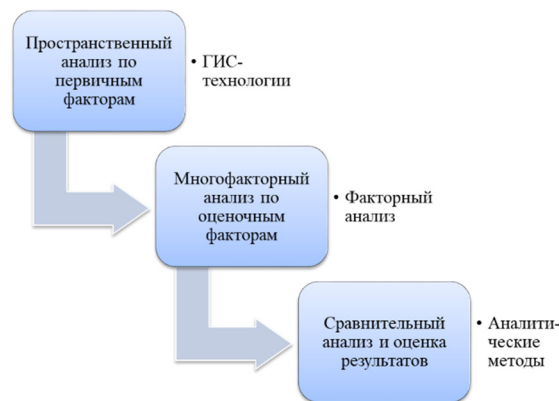 Пространственный
анализ по
первичным
факторам
• ГИС-
технологии
Многофакторный
анализ по
оценочным
факторам
• Факторный
анализ
Сравнительный
анализ и оценка
результатов
• Аналити-
ческие
методы